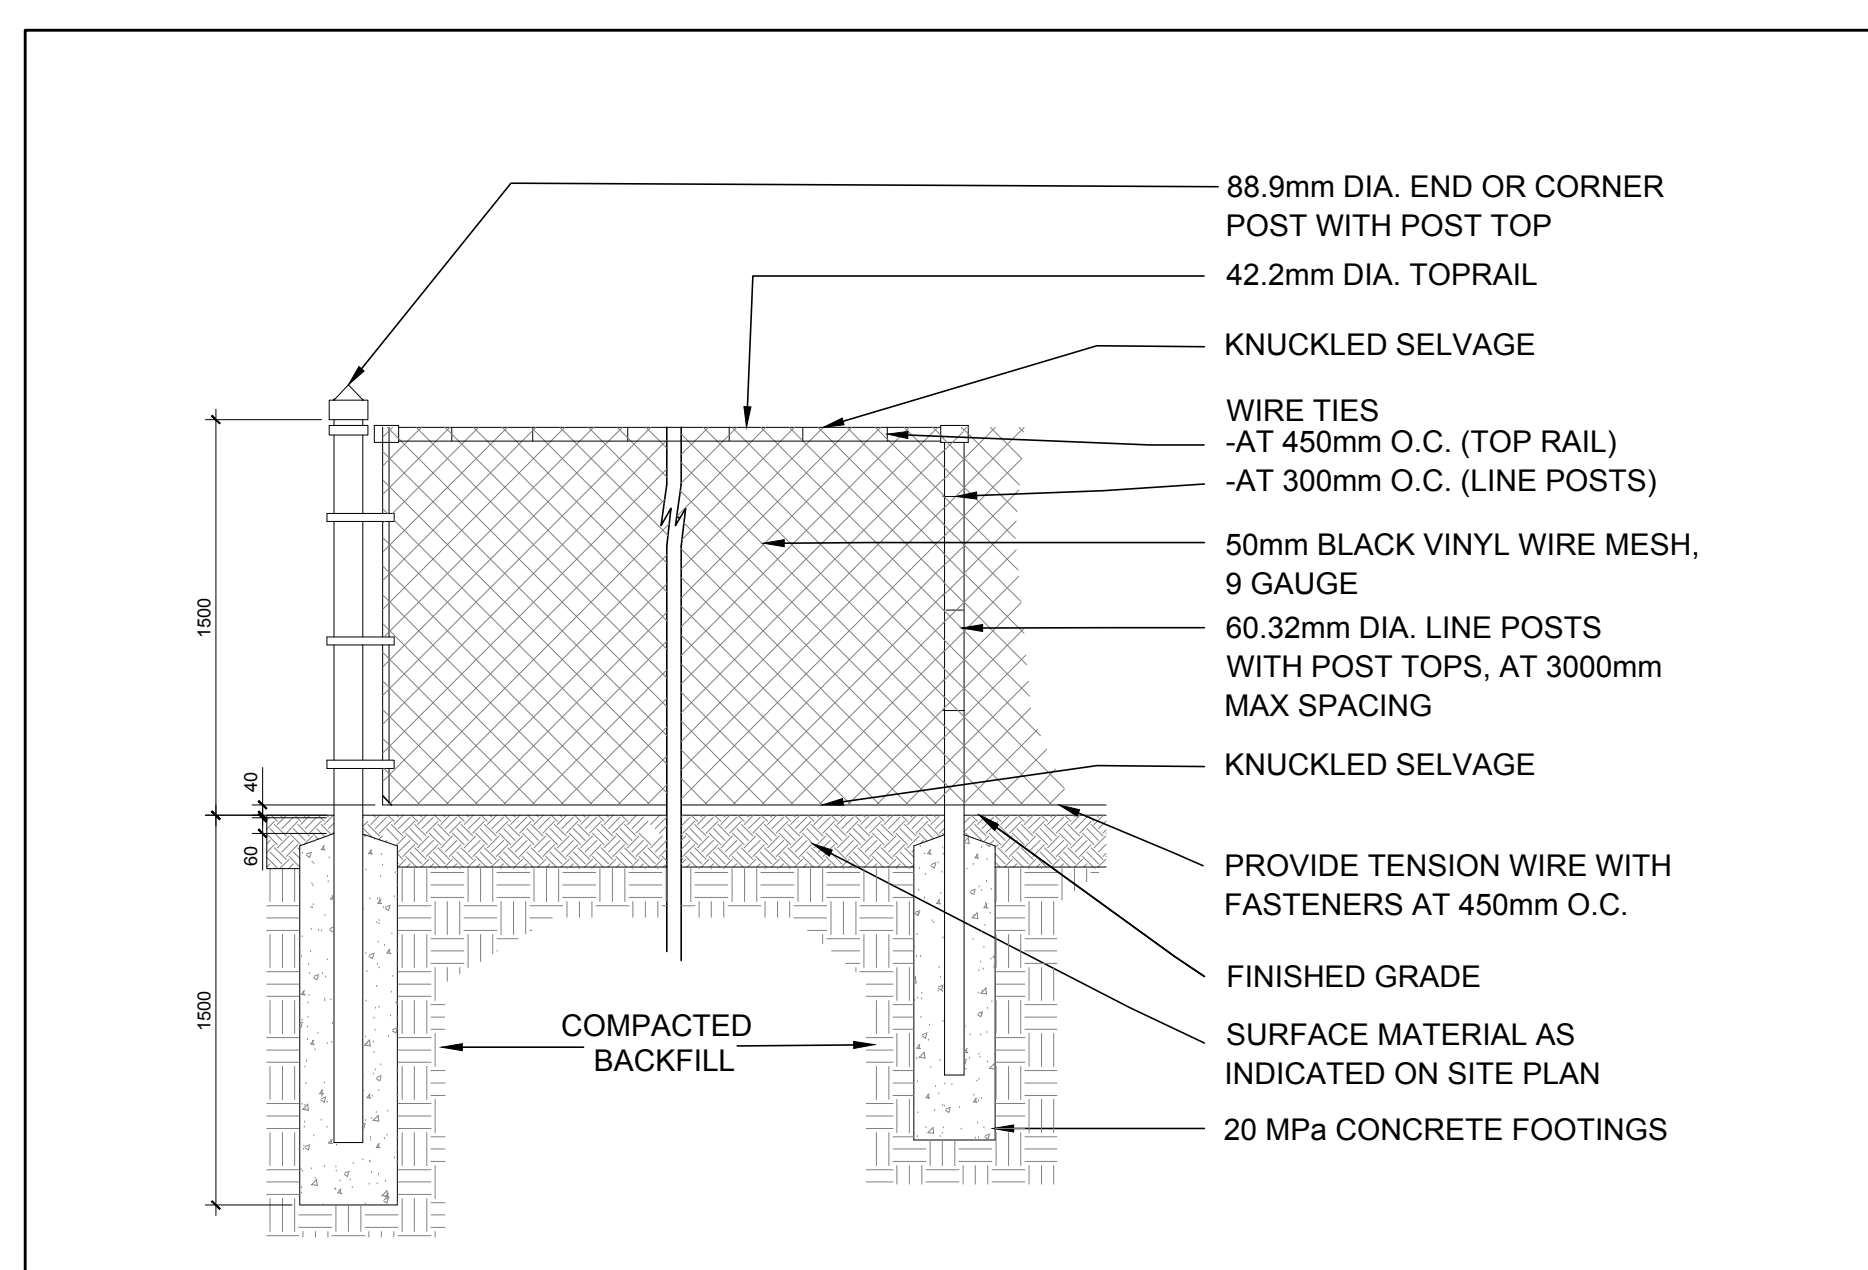 88.9mm DIA. END OR CORNER
POST WITH POST TOP
42.2mm DIA. TOPRAIL
KNUCKLED SELVAGE
WIRE TIES
-AT 450mm O.C. (TOP RAIL)
-AT 300mm O.C. (LINE POSTS)
50mm BLACK VINYL WIRE MESH,
9 GAUGE
60.32mm DIA. LINE POSTS
WITH POST TOPS, AT 3000mm
MAX SPACING
KNUCKLED SELVAGE
PROVIDE TENSION WIRE WITH
FASTENERS AT 450mm O.C.
FINISHED GRADE
SURFACE MATERIAL AS
INDICATED ON SITE PLAN
20 MPa CONCRETE FOOTINGS
1500
40
60
1500
COMPACTED
BACKFILL